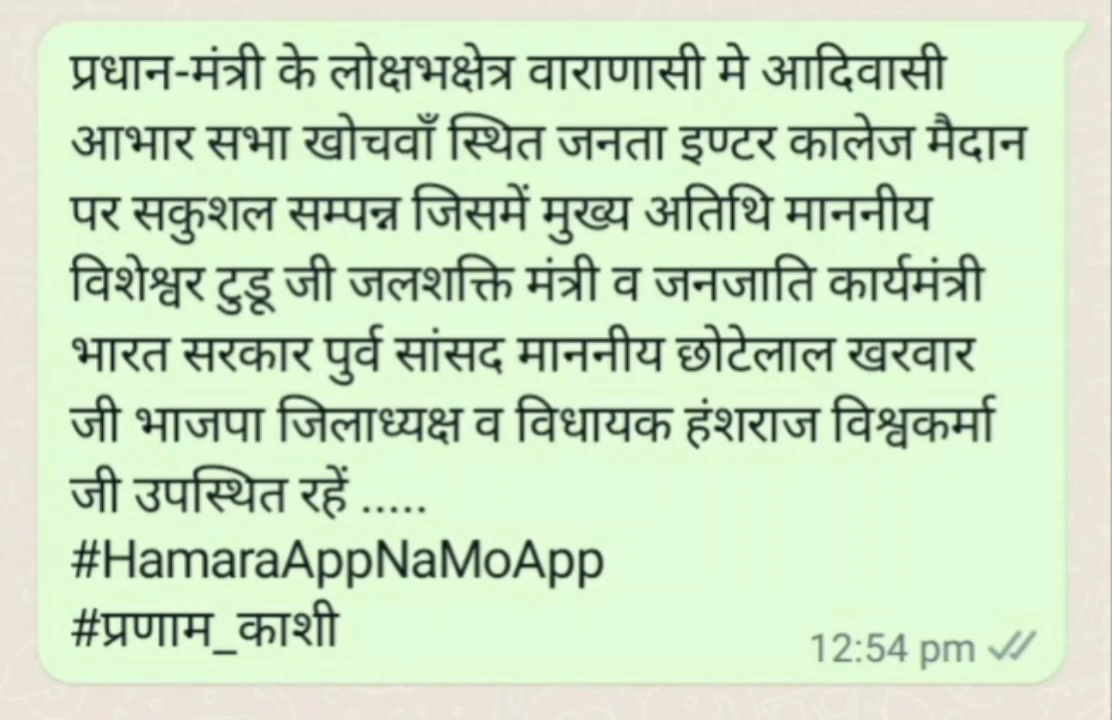 प्रधान-मंत्री के लोक्षभक्षेत्र वाराणासी मे आदिवासी
आभार सभा खोचवाँ स्थित जनता इण्टर कालेज मैदान
पर सकुशल सम्पन्न जिसमें मुख्य अतिथि माननीय
विशेश्वर टुडू जी जलशक्ति मंत्री व जनजाति कार्यमंत्री
भारत सरकार पुर्व सांसद माननीय छोटेलाल खरवार
जी भाजपा जिलाध्यक्ष व विधायक हंशराज विश्वकर्मा
जी उपस्थित रहें .....
#HamaraAppNaMoApp
#प्रणाम_काशी
12:54 pm